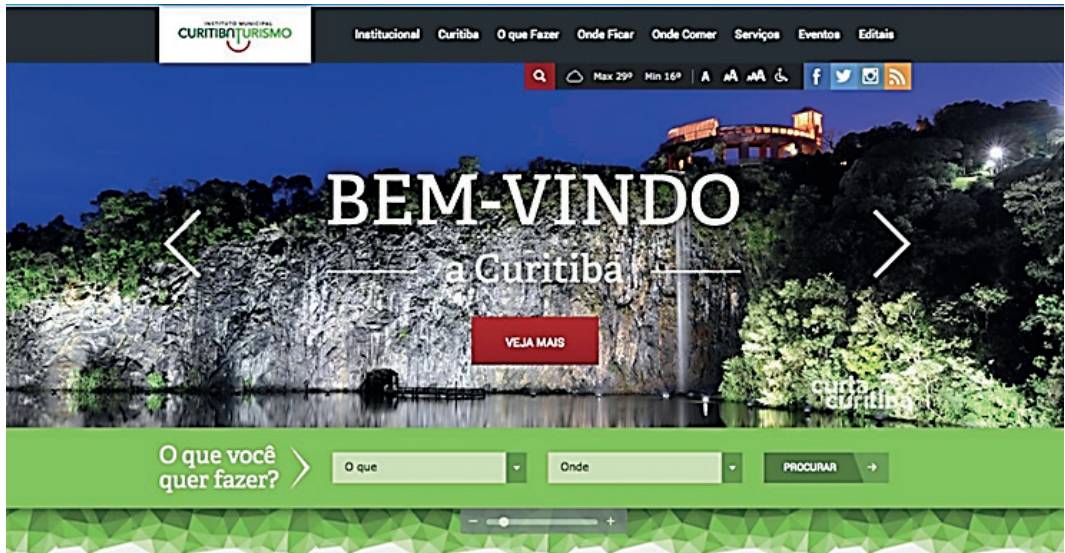 INSTITUTO MUNICIPAL
CURITIBA TURISMO
Institucional Curitiba O que Fazer Onde Ficar Onde Comer Serviços Eventos Editais
Max 29º Min 16º | A AA AAA
BEM-VINDO
a Curitiba
VEJA MAIS
curta
curitiba
O que você
quer fazer?
O que
Onde
PROCURAR